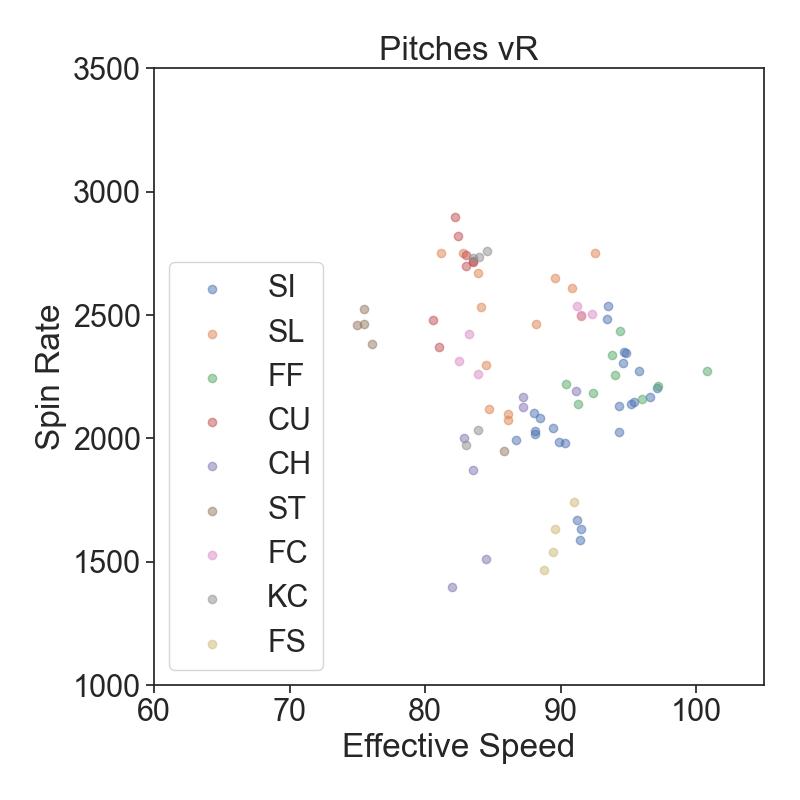 Pitches vR
3500
3000
2500
2000
1500
1000
Spin Rate
SI
SL
FF
CU
CH
ST
FC
KC
FS
60 70 80 90 100
Effective Speed